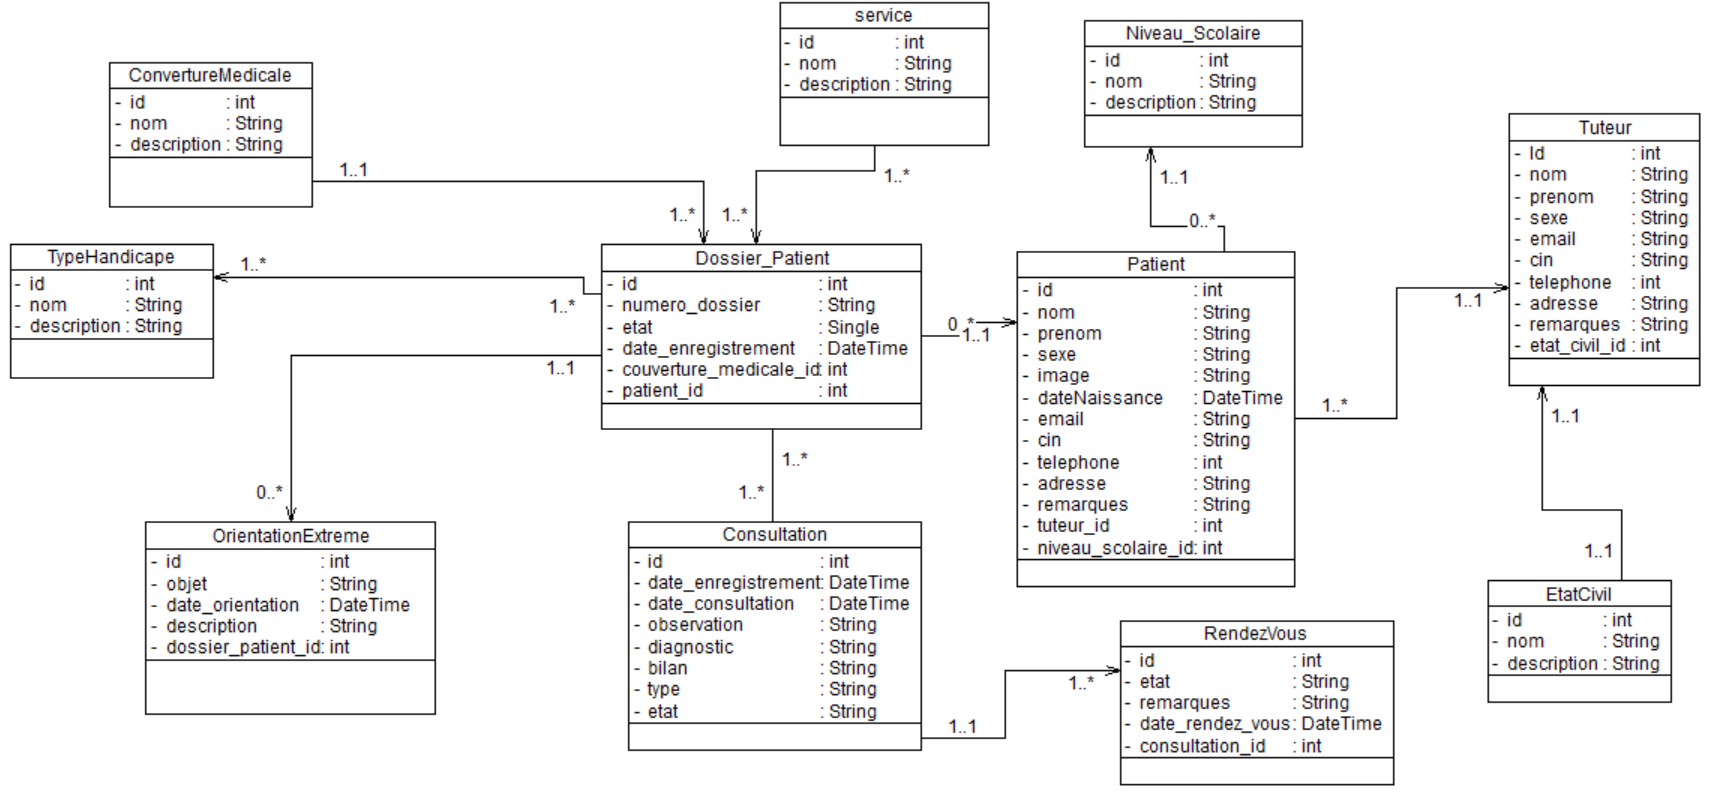 service
- id : int
- nom : String
- description : String
Niveau_Scolaire
- id : int
- nom : String
- description : String
ConvertureMedicale
- id : int
- nom : String
- description : String
Tuteur
- Id : int
- nom : String
- prenom : String
- sexe : String
- email : String
- cin : String
- telephone : int
- adresse : String
- remarques : String
- etat_civil_id : int
1..1
1..*
1..1
1..*
1..*
0..*
TypeHandicape
- id : int
- nom : String
- description : String
1..*
1..*
Dossier_Patient
- id : int
- numero_dossier : String
- etat : Single
- date_enregistrement : DateTime
- couverture_medicale_id: int
- patient_id : int
0..*
1..1
Patient
- id : int
- nom : String
- prenom : String
- sexe : String
- image : String
- dateNaissance : DateTime
- email : String
- cin : String
- telephone : int
- adresse : String
- remarques : String
- tuteur_id : int
- niveau_scolaire_id: int
1..1
1..*
1..1
1..1
1..*
0..*
1..*
1..1
OrientationExtreme
- id : int
- objet : String
- date_orientation : DateTime
- description : String
- dossier_patient_id: int
Consultation
- id : int
- date_enregistrement: DateTime
- date_consultation : DateTime
- observation : String
- diagnostic : String
- bilan : String
- type : String
- etat : String
EtatCivil
- id : int
- nom : String
- description : String
1..1
1..*
RendezVous
- id : int
- etat : String
- remarques : String
- date_rendez_vous: DateTime
- consultation_id : int